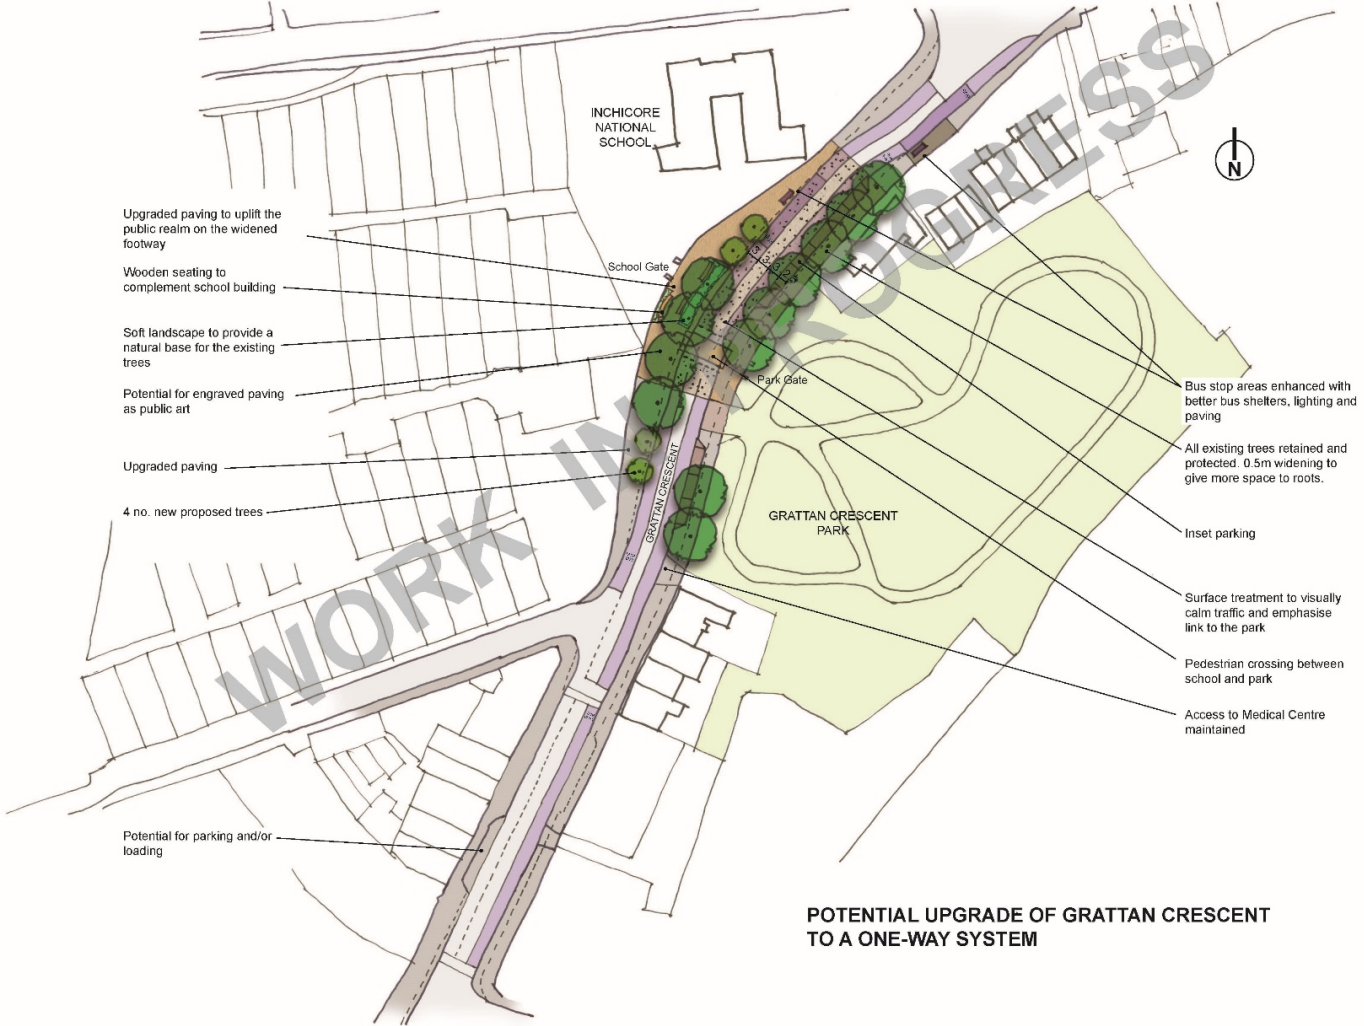 INCHICORE
NATIONAL
SCHOOL
N
Upgraded paving to uplift the
public realm on the widened
footway
School Gate
Wooden seating to
complement school building
Soft landscape to provide a
natural base for the existing
trees
Potential for engraved paving
as public art
Upgraded paving
4 no. new proposed trees
Park Gate
GRATTAN CRESCENT
GRATTAN CRESCENT
PARK
Bus stop areas enhanced with
better bus shelters, lighting and
paving
All existing trees retained and
protected. 0.5m widening to
give more space to roots.
Inset parking
Surface treatment to visually
calm traffic and emphasise
link to the park
Pedestrian crossing between
school and park
Access to Medical Centre
maintained
Potential for parking and/or
loading
WORK IN PROGRESS
POTENTIAL UPGRADE OF GRATTAN CRESCENT
TO A ONE-WAY SYSTEM